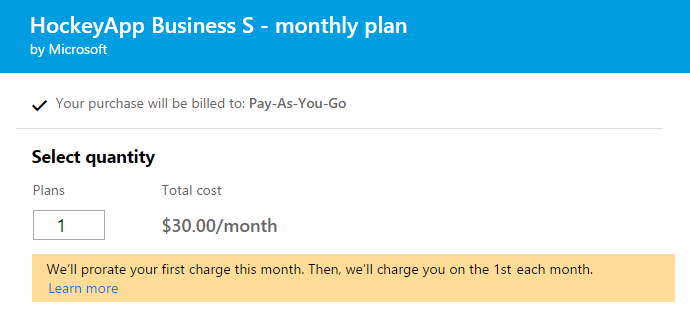 HockeyApp Business S - monthly plan
by Microsoft
Your purchase will be billed to: Pay-As-You-Go
Select quantity
Plans Total cost
1 $30.00/month
We'll prorate your first charge this month. Then, we'll charge you on the 1st each month.
Learn more